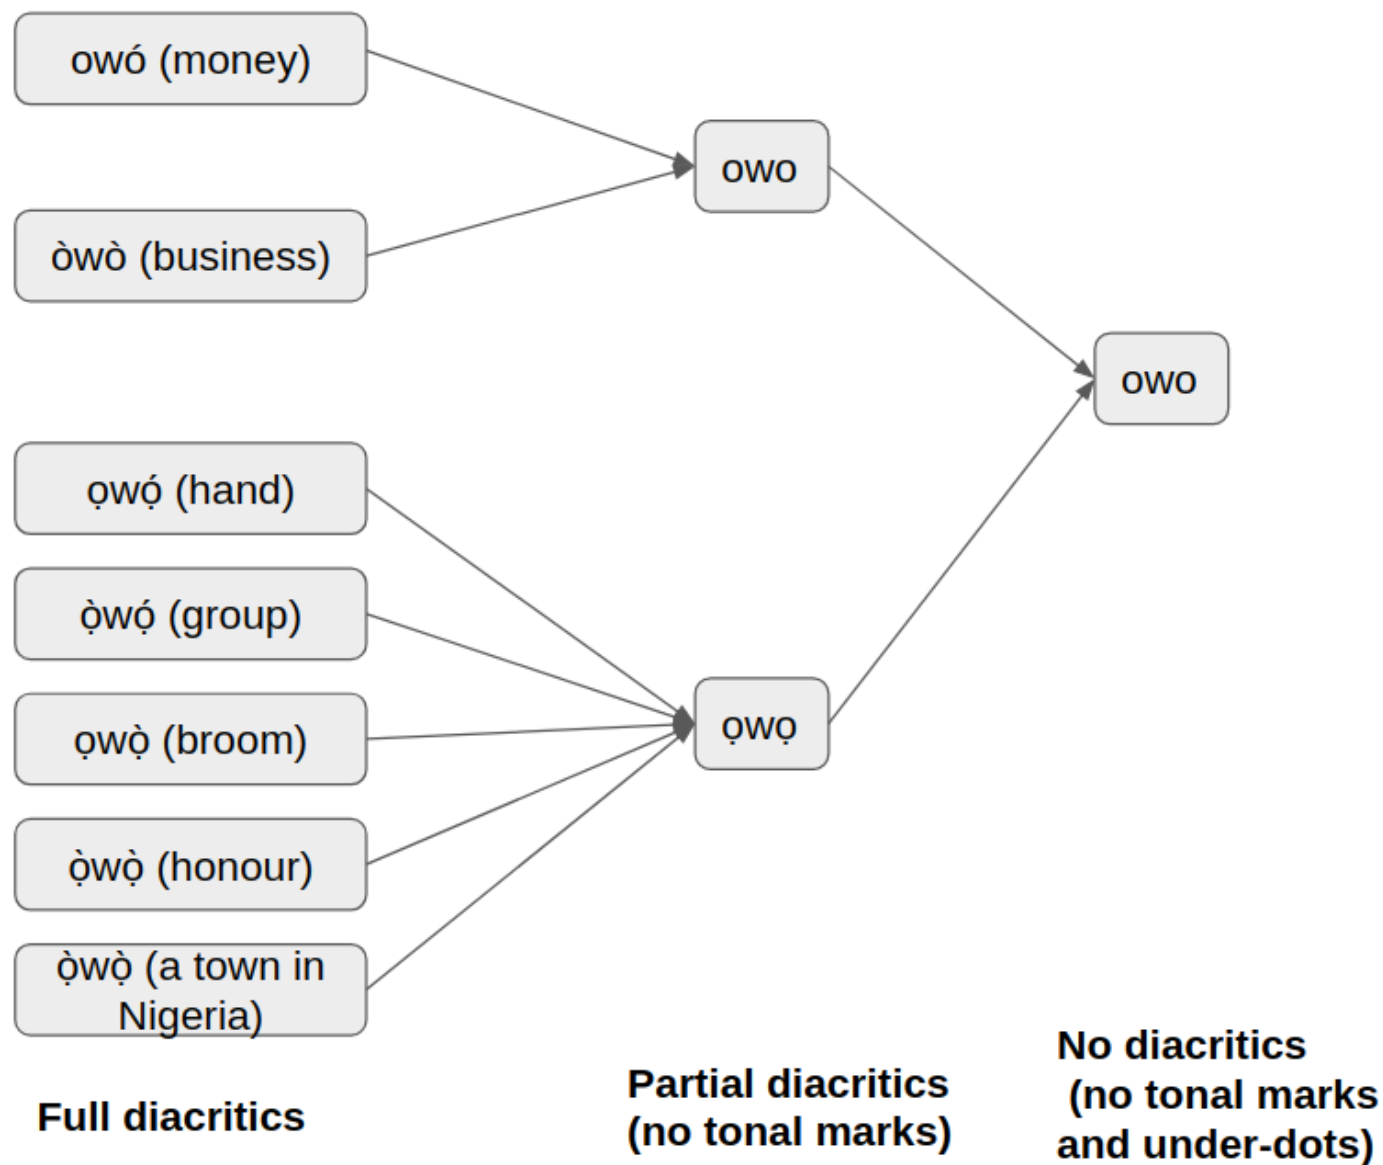 owó (money)
òwò (business)
ọwọ́ (hand)
ọ̀wọ́ (group)
ọwọ̀ (broom)
ọ̀wọ̀ (honour)
ọ̀wọ̀ (a town in
Nigeria)
Full diacritics
owo
ọwọ
Partial diacritics
(no tonal marks)
owo
No diacritics
(no tonal marks
and under-dots)